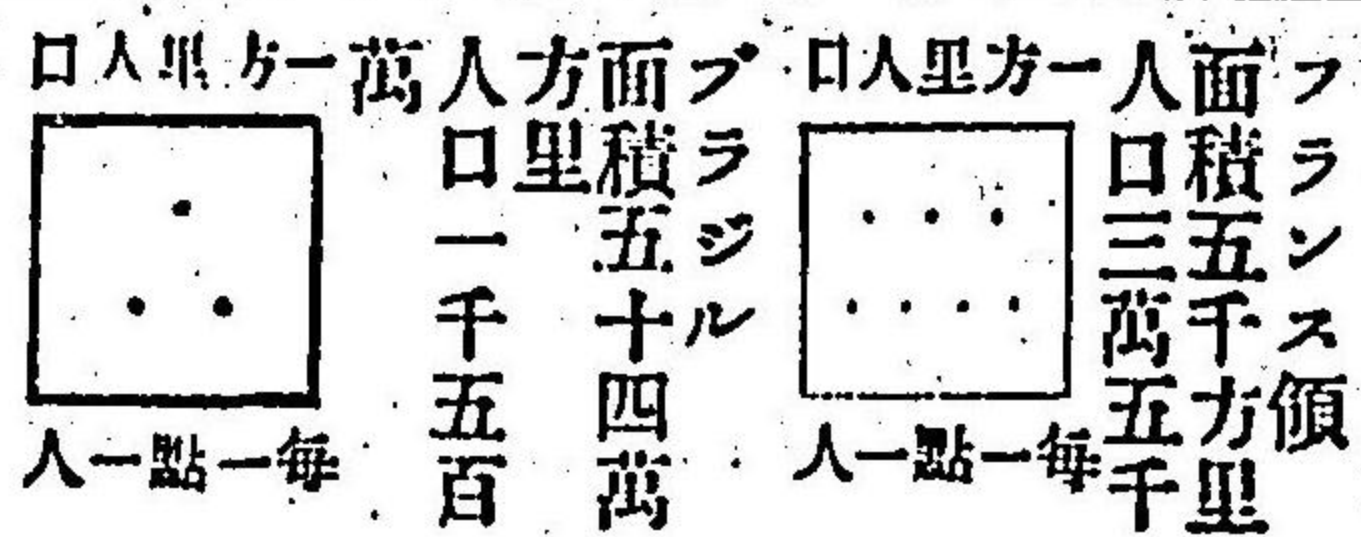 フランス領
面積五千方里
人口三萬五千
一方里人口
毎一點一人
ブラジル
面積五十四萬
方里
人口一千五百
萬
一方里人口
毎一點一人